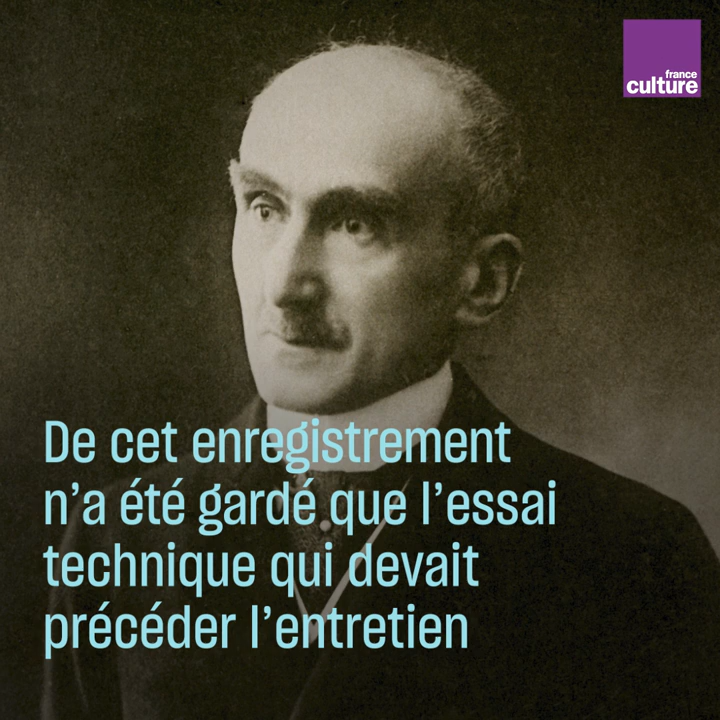 france
culture
De cet enregistrement
n’a été gardé que l’essai
technique qui devait
précéder l’entretien